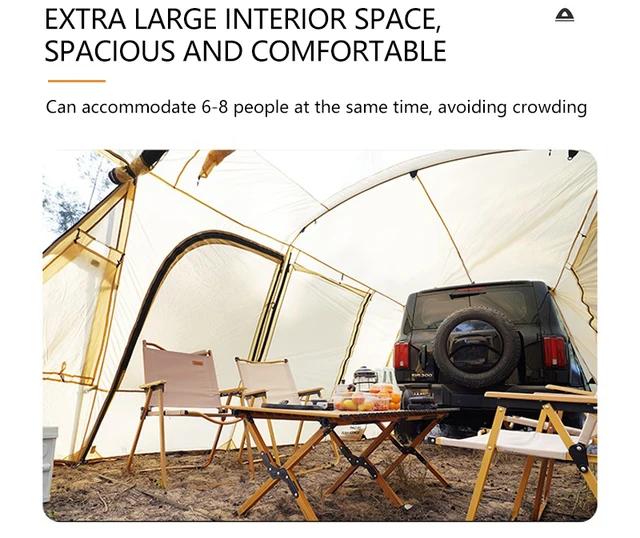 EXTRA LARGE INTERIOR SPACE,
SPACIOUS AND COMFORTABLE
Can accommodate 6-8 people at the same time, avoiding crowding